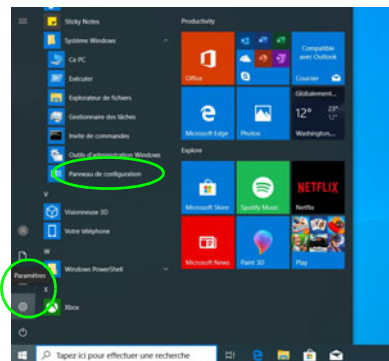 Sticky Notes
Système Windows
Ce PC
Exécuter
Explorateur de fichiers
Gestionnaire des tâches
Invite de commandes
Outils d'administration Windows
Panneau de configuration
V
Visionneuse 3D
Votre téléphone
W
Windows PowerShell
X
Xbox
Paramètres
Productivity
Office
Compatible
avec Outlook
Courrier
Microsoft Edge
Photos
Globalement...
12° 23°
12°
Washington,...
Explore
Microsoft Store
Spotify Music
NETFLIX
Netflix
Microsoft News
Paint 3D
Play
Tapez ici pour effectuer une recherche